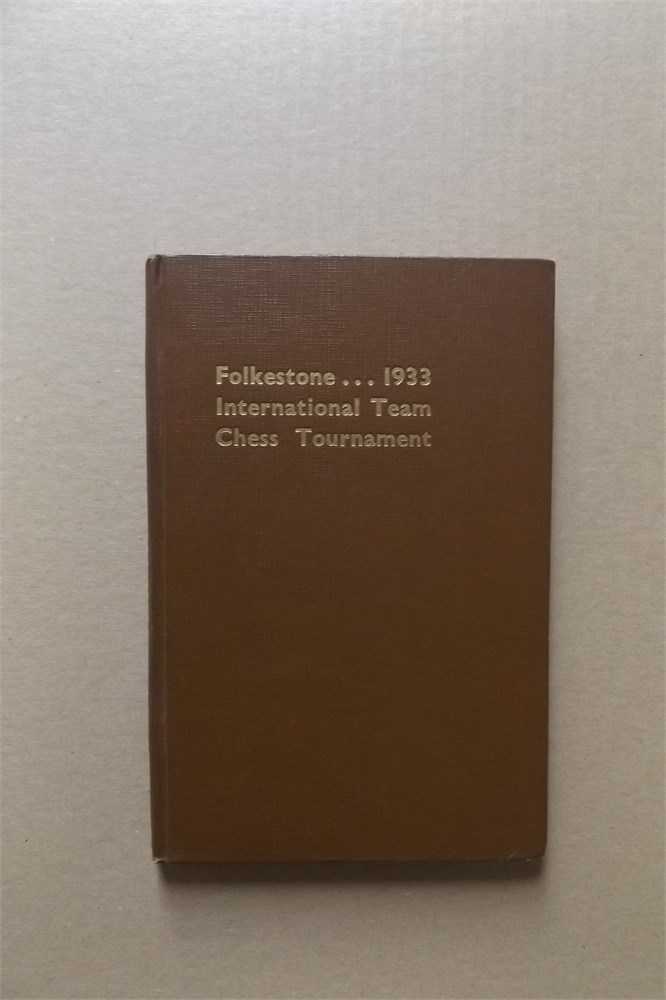 Folkestone . . . 1933
International Team
Chess Tournament